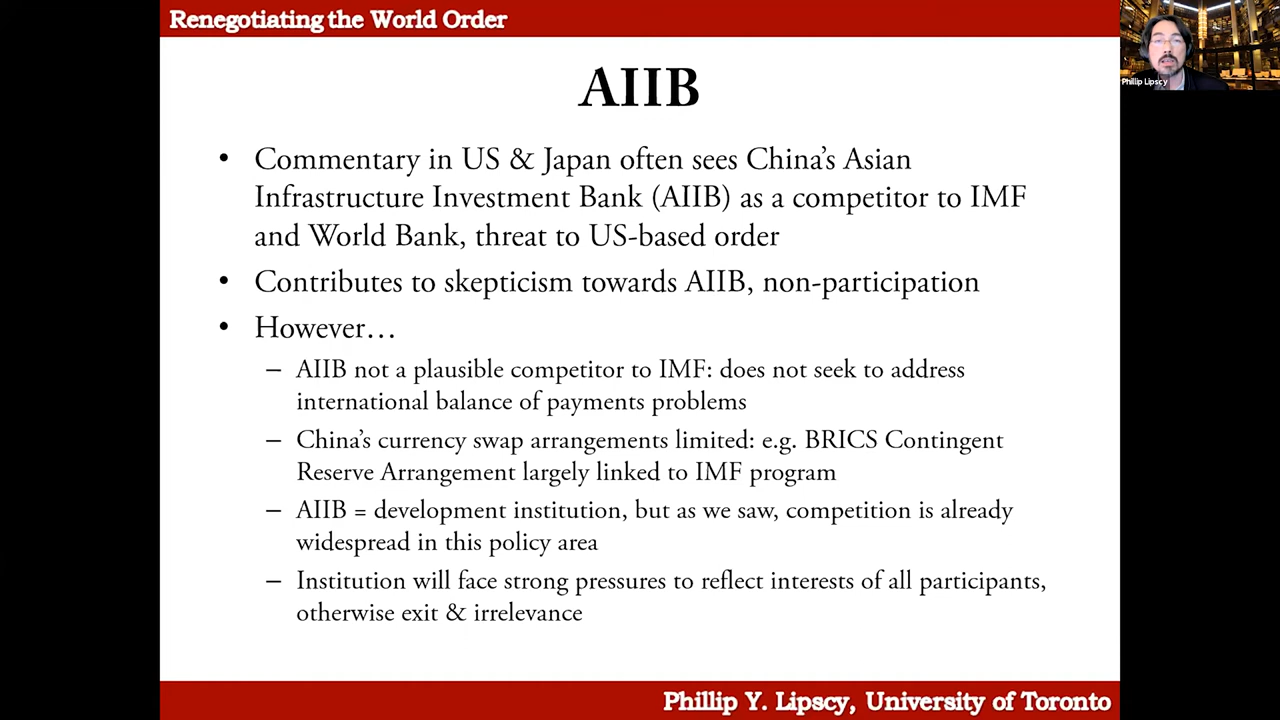 Renegotiating the World Order
Phillip Lipscy
AIIB
• Commentary in US & Japan often sees China's Asian
Infrastructure Investment Bank (AIIB) as a competitor to IMF
and World Bank, threat to US-based order
• Contributes to skepticism towards AIIB, non-participation
• However…
– AIIB not a plausible competitor to IMF: does not seek to address
international balance of payments problems
– China's currency swap arrangements limited: e.g. BRICS Contingent
Reserve Arrangement largely linked to IMF program
– AIIB = development institution, but as we saw, competition is already
widespread in this policy area
– Institution will face strong pressures to reflect interests of all participants,
otherwise exit & irrelevance
Phillip Y. Lipscy, University of Toronto